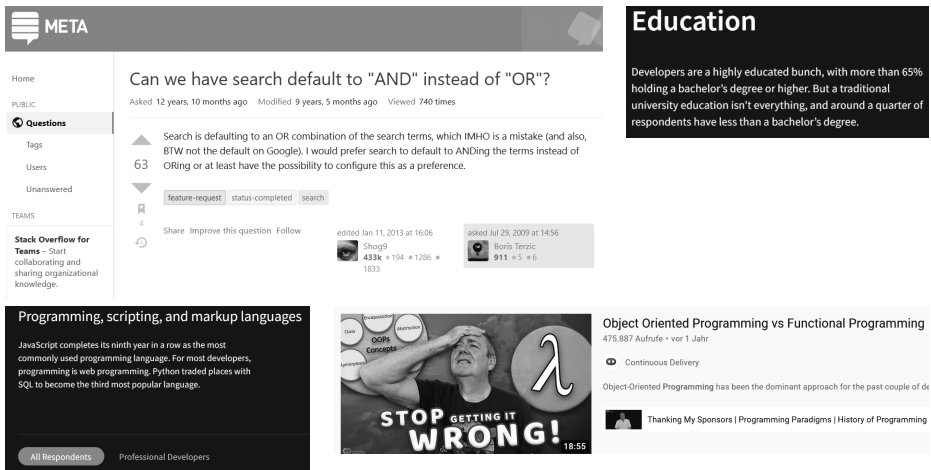 META
Home
PUBLIC
Questions
Tags
Users
Unanswered
TEAMS
Stack Overflow for
Teams – Start
collaborating and
sharing organizational
knowledge.
Can we have search default to "AND" instead of "OR"?
Asked 12 years, 10 months ago Modified 9 years, 5 months ago Viewed 740 times
63
4
Search is defaulting to an OR combination of the search terms, which IMHO is a mistake (and also,
BTW not the default on Google). I would prefer search to default to ANDing the terms instead of
ORing or at least have the possibility to configure this as a preference.
feature-request status-completed search
Share Improve this question Follow
edited Jan 11, 2013 at 16:06
Shog9
433k 194 1286
1833
asked Jul 29, 2009 at 14:56
Boris Terzic
911 5 6
Education
Developers are a highly educated bunch, with more than 65%
holding a bachelor's degree or higher. But a traditional
university education isn't everything, and around a quarter of
respondents have less than a bachelor's degree.
Programming, scripting, and markup languages
JavaScript completes its ninth year in a row as the most
commonly used programming language. For most developers,
programming is web programming. Python traded places with
SQL to become the third most popular language.
All Respondents Professional Developers
Encapsulation
Class
Abstraction
OOPs
Concepts
λ
STOP GETTING IT
WRONG!
18:55
Object Oriented Programming vs Functional Programming
475.887 Aufrufe • vor 1 Jahr
Continuous Delivery
Object-Oriented Programming has been the dominant approach for the past couple of de
Thanking My Sponsors | Programming Paradigms | History of Programming